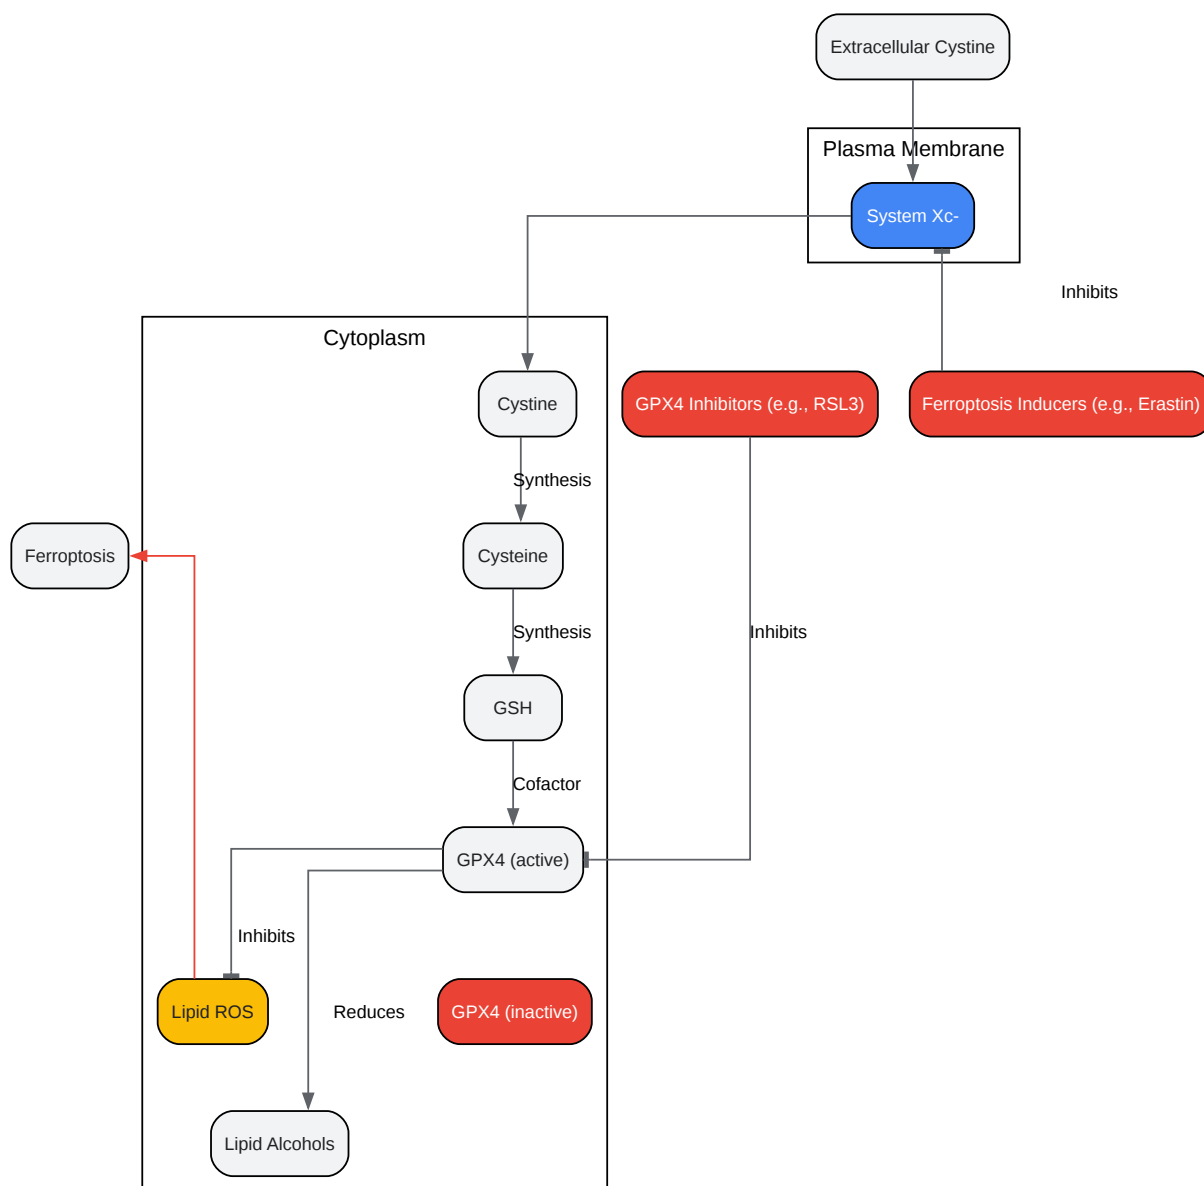 Extracellular Cystine
Plasma Membrane
System Xc-
Inhibits
Cytoplasm
Cystine
GPX4 Inhibitors (e.g., RSL3)
Ferroptosis Inducers (e.g., Erastin)
Synthesis
Ferroptosis
Cysteine
Synthesis
Inhibits
GSH
Cofactor
GPX4 (active)
Inhibits
Lipid ROS
Reduces
GPX4 (inactive)
Lipid Alcohols